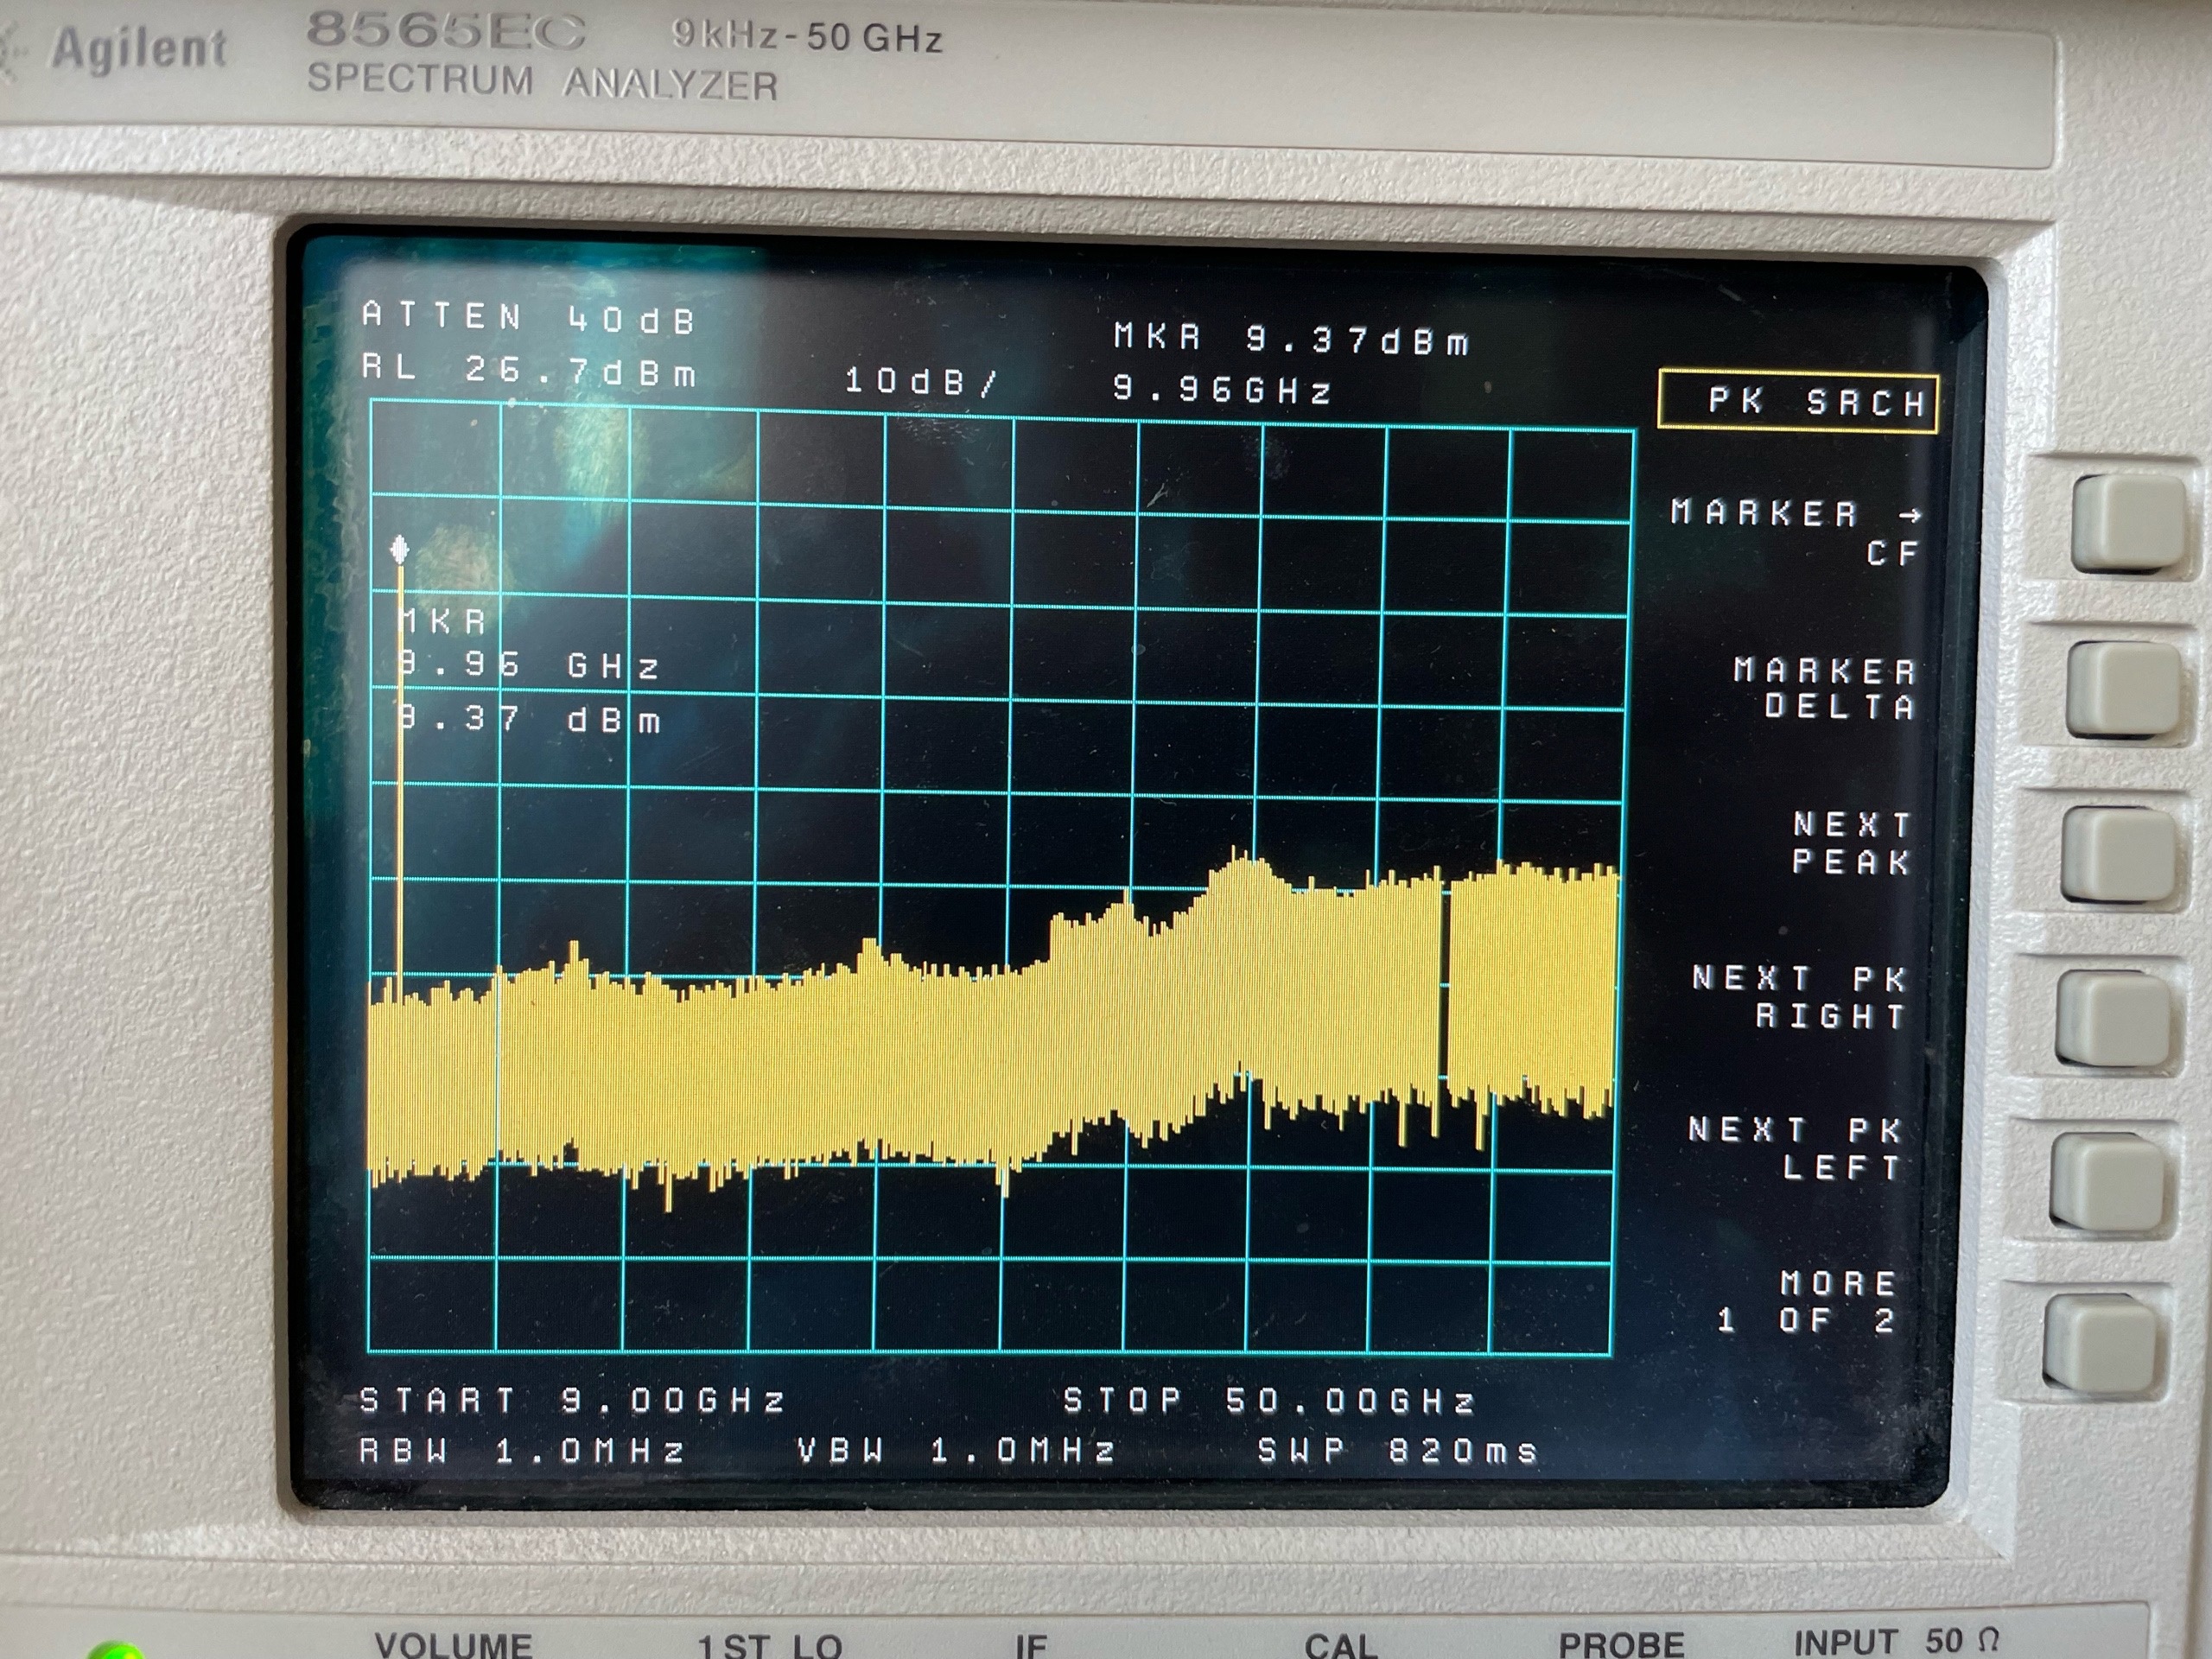 Agilent 8565EC 9kHz-50 GHz
SPECTRUM ANALYZER
ATTEN 40dB
RL 26.7dBm
10dB/
MKR 9.37dBm
9.96GHz
PK SRCH
MARKER →
CF
MKR
9.96 GHz
9.37 dBm
MARKER
DELTA
NEXT
PEAK
NEXT PK
RIGHT
NEXT PK
LEFT
MORE
1 OF 2
START 9.00GHz STOP 50.00GHz
RBW 1.0MHz VBW 1.0MHz SWP 820ms
VOLUME 1ST LO IF CAL PROBE INPUT 50 Ω